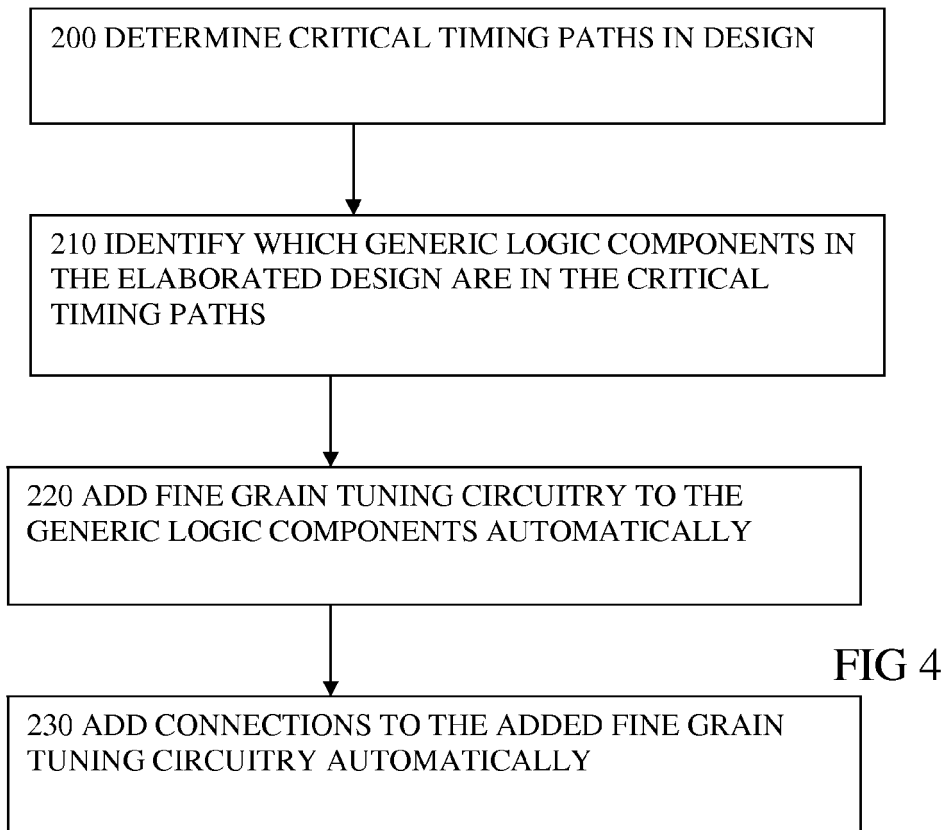 200 DETERMINE CRITICAL TIMING PATHS IN DESIGN
210 IDENTIFY WHICH GENERIC LOGIC COMPONENTS IN
THE ELABORATED DESIGN ARE IN THE CRITICAL
TIMING PATHS
220 ADD FINE GRAIN TUNING CIRCUITRY TO THE
GENERIC LOGIC COMPONENTS AUTOMATICALLY
FIG 4
230 ADD CONNECTIONS TO THE ADDED FINE GRAIN
TUNING CIRCUITRY AUTOMATICALLY